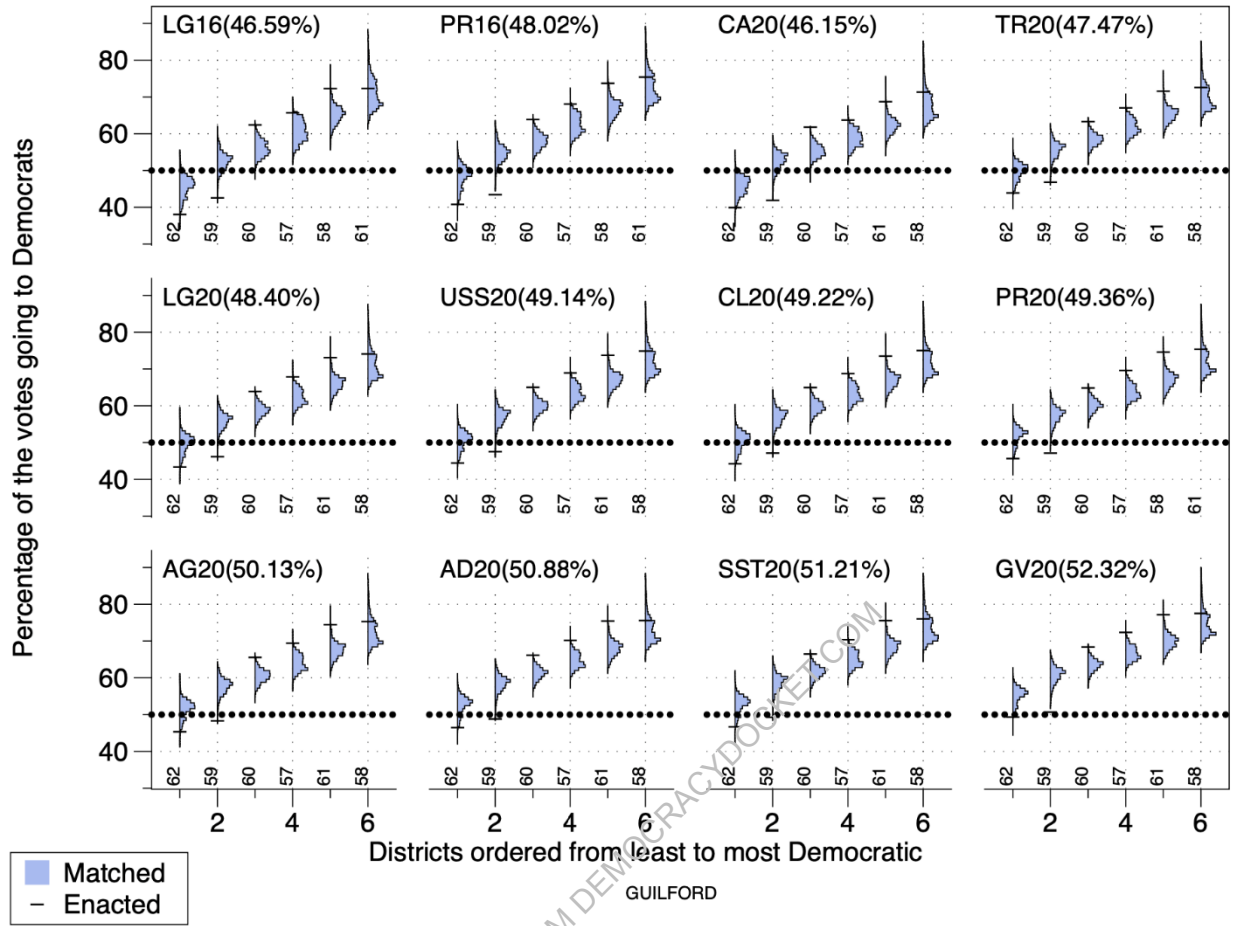 Percentage of the votes going to Democrats
LG16(46.59%) PR16(48.02%) CA20(46.15%) TR20(47.47%)
80
60
40
62 59 60 57 58 61 62 59 60 57 58 61 62 59 60 57 61 58 62 59 60 57 61 58
LG20(48.40%) USS20(49.14%) CL20(49.22%) PR20(49.36%)
80
60
40
62 59 60 57 61 58 62 59 60 57 61 58 62 59 60 57 61 58 62 59 60 57 58 61
AG20(50.13%) AD20(50.88%) SST20(51.21%) GV20(52.32%)
80
60
40
62 59 60 57 61 58 62 59 60 57 61 58 62 59 60 57 61 58 62 59 60 57 61 58
2 4 6 2 4 6 2 4 6 2 4 6
Districts ordered from least to most Democratic
GUILFORD
Matched
Enacted
DEMOCRACYDOCKET.COM